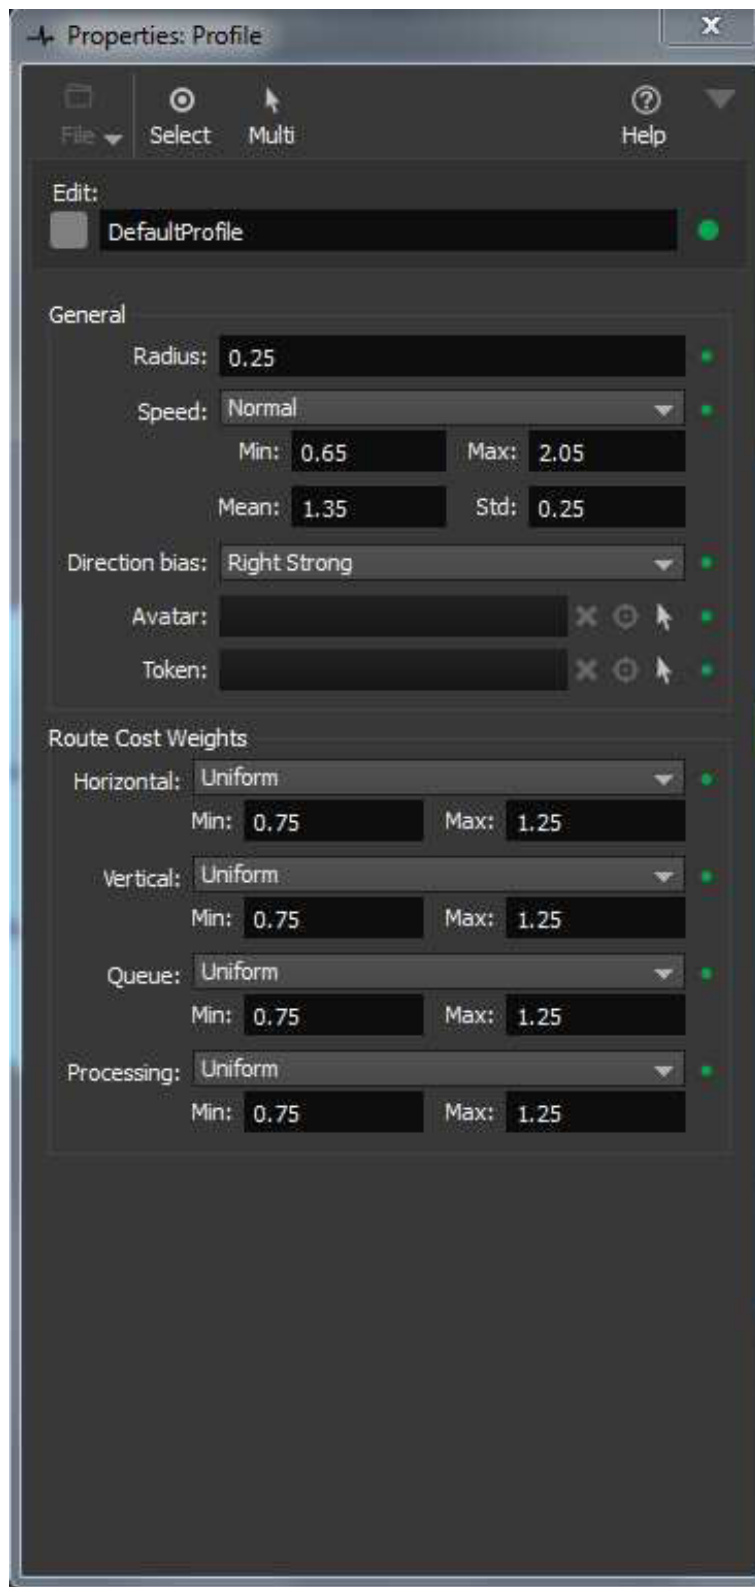 Properties: Profile
File Select Multi Help
Edit:
DefaultProfile
General
Radius: 0.25
Speed: Normal
Min: 0.65 Max: 2.05
Mean: 1.35 Std: 0.25
Direction bias: Right Strong
Avatar:
Token:
Route Cost Weights
Horizontal: Uniform
Min: 0.75 Max: 1.25
Vertical: Uniform
Min: 0.75 Max: 1.25
Queue: Uniform
Min: 0.75 Max: 1.25
Processing: Uniform
Min: 0.75 Max: 1.25